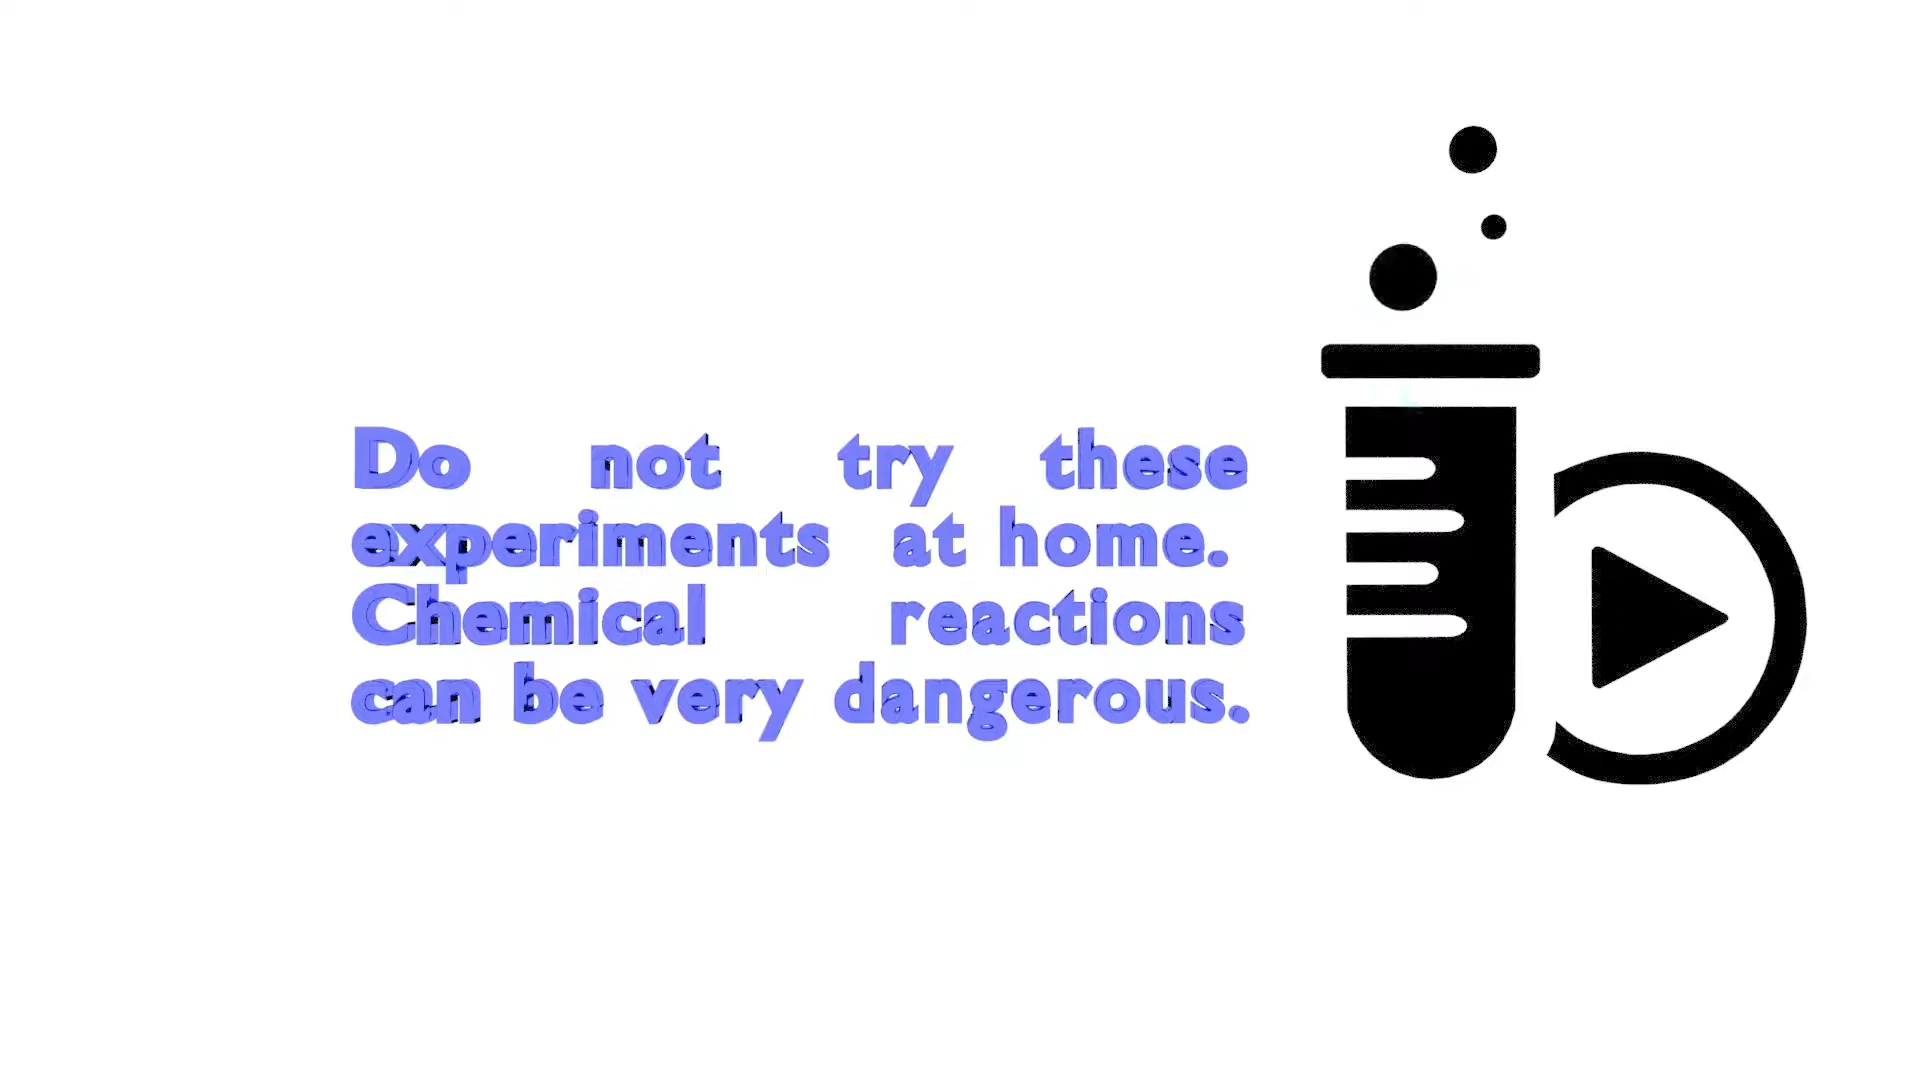 Do not try these
experiments at home.
Chemical reactions
can be very dangerous.